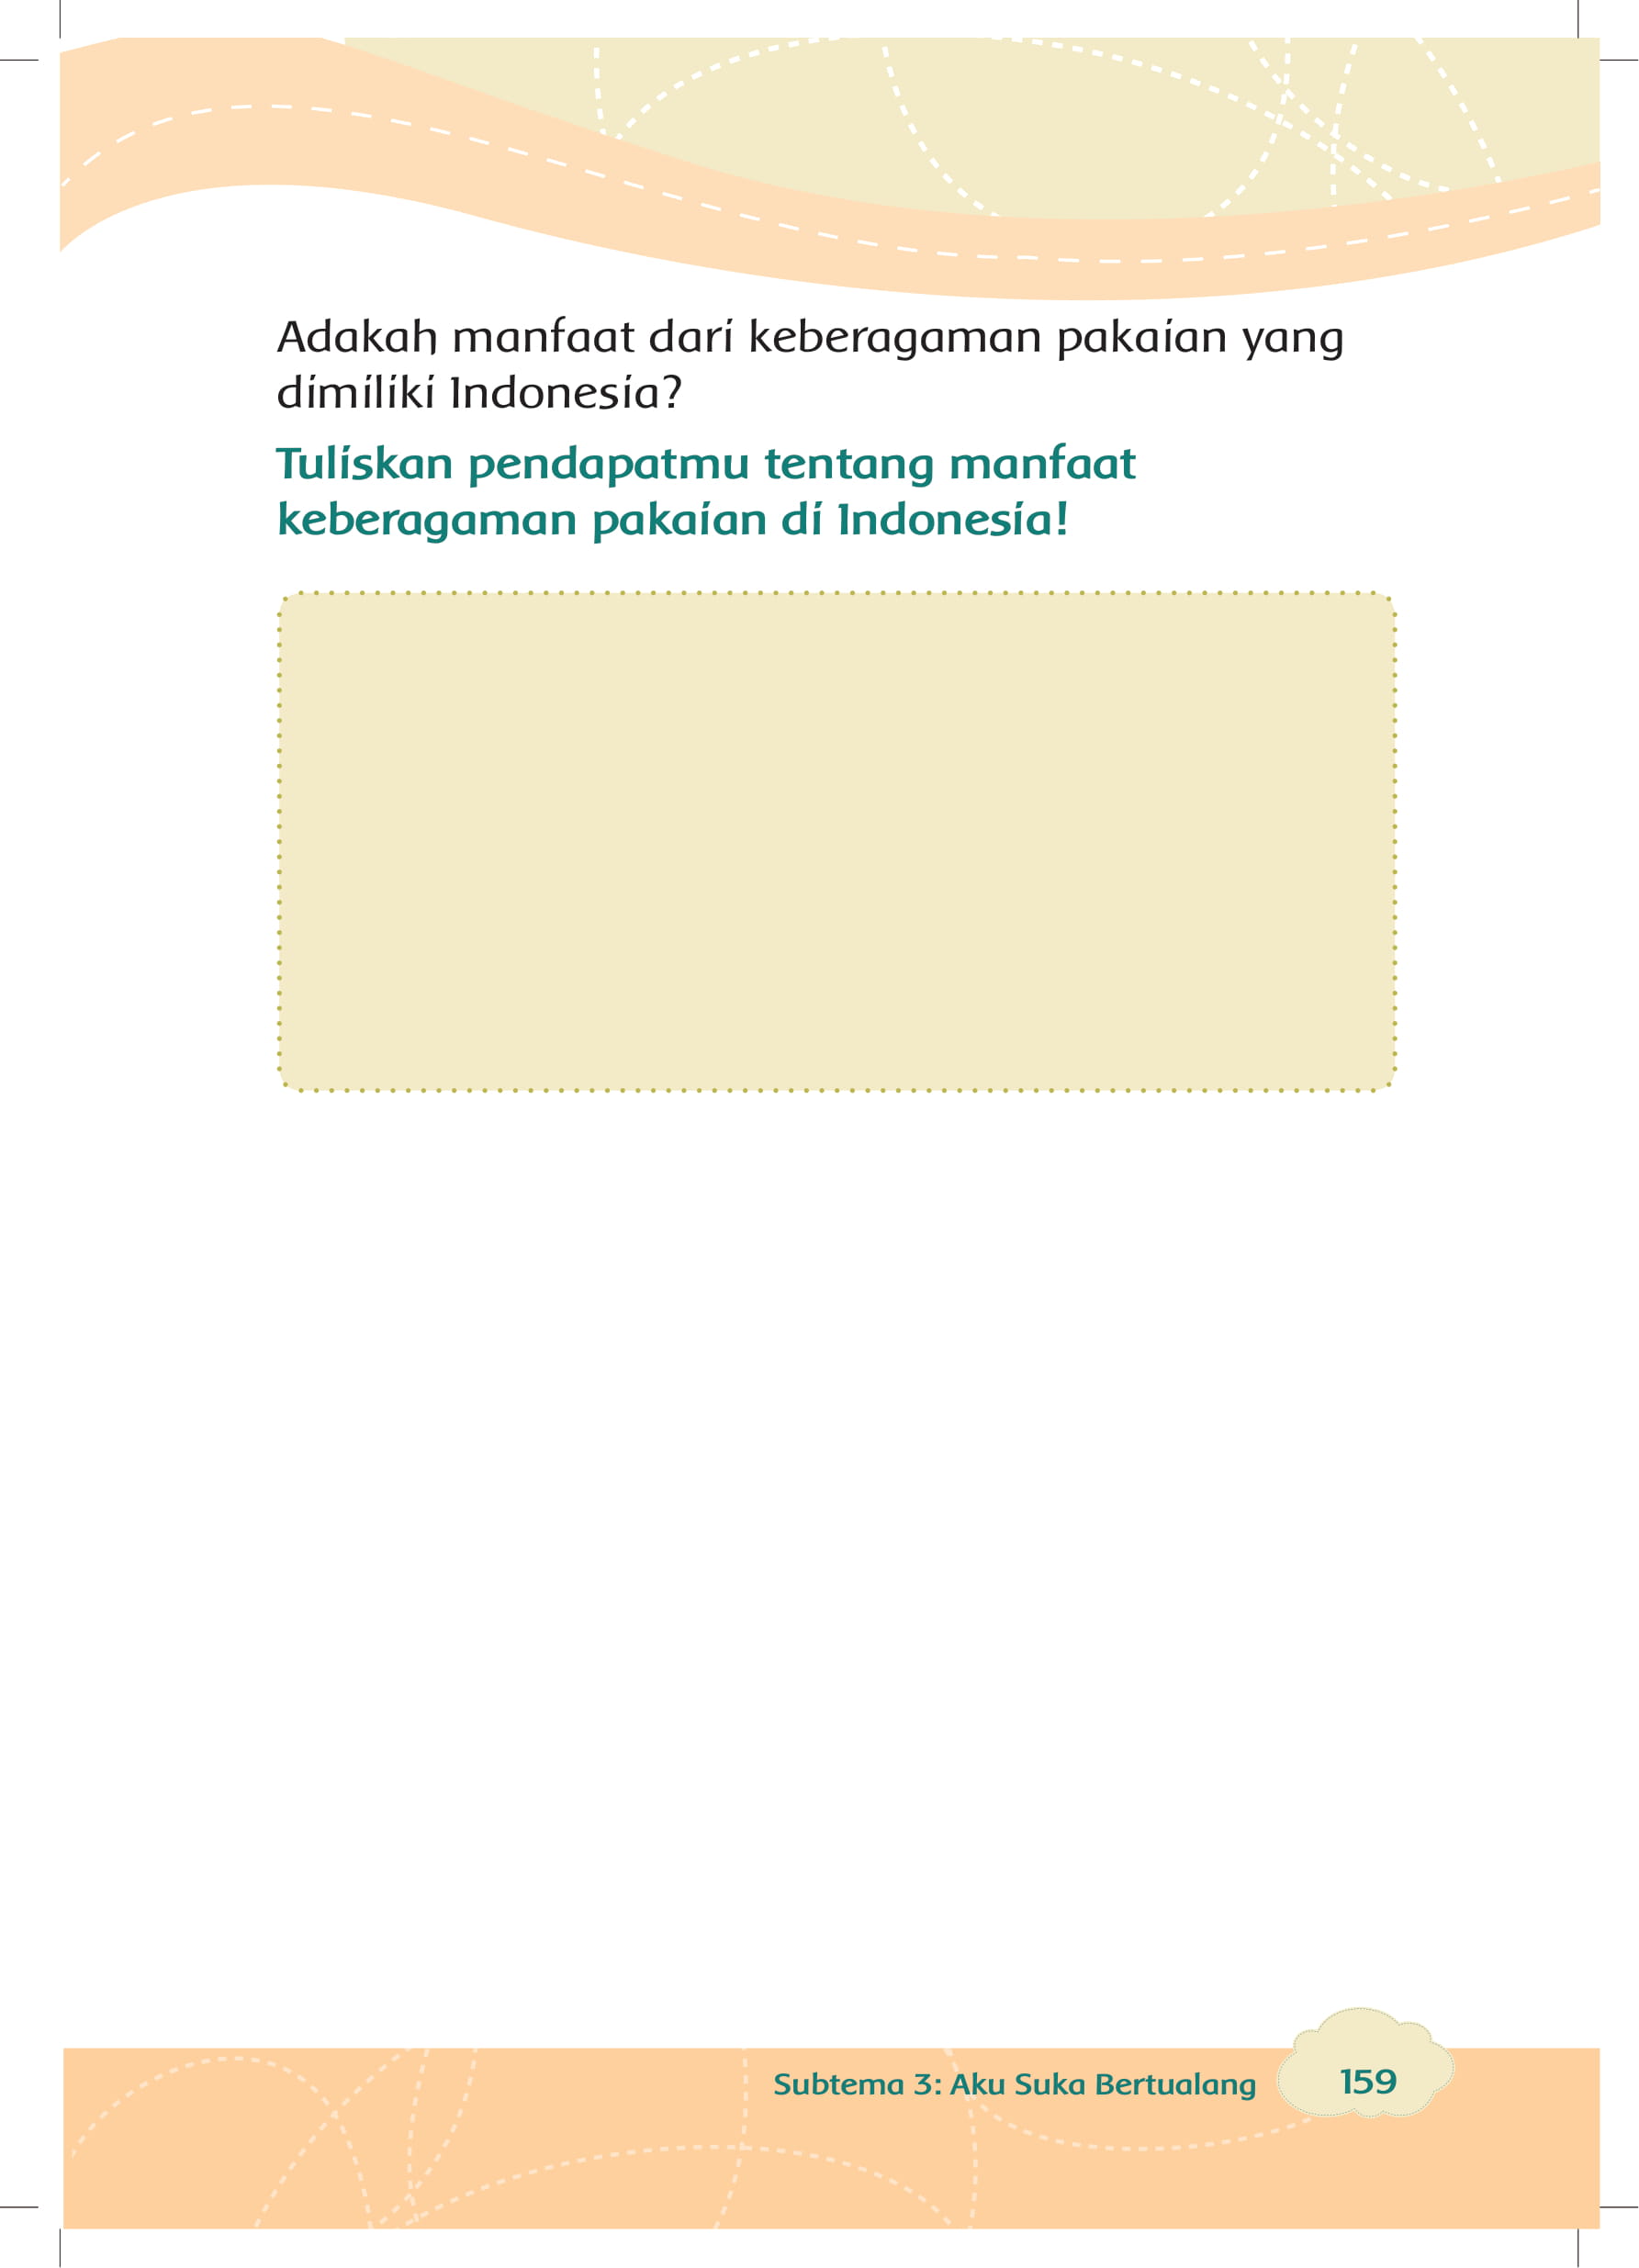 Adakah manfaat dari keberagaman pakaian yang
dimiliki Indonesia?
Tuliskan pendapatmu tentang manfaat
keberagaman pakaian di Indonesia!
Subtema 3: Aku Suka Bertualang
159